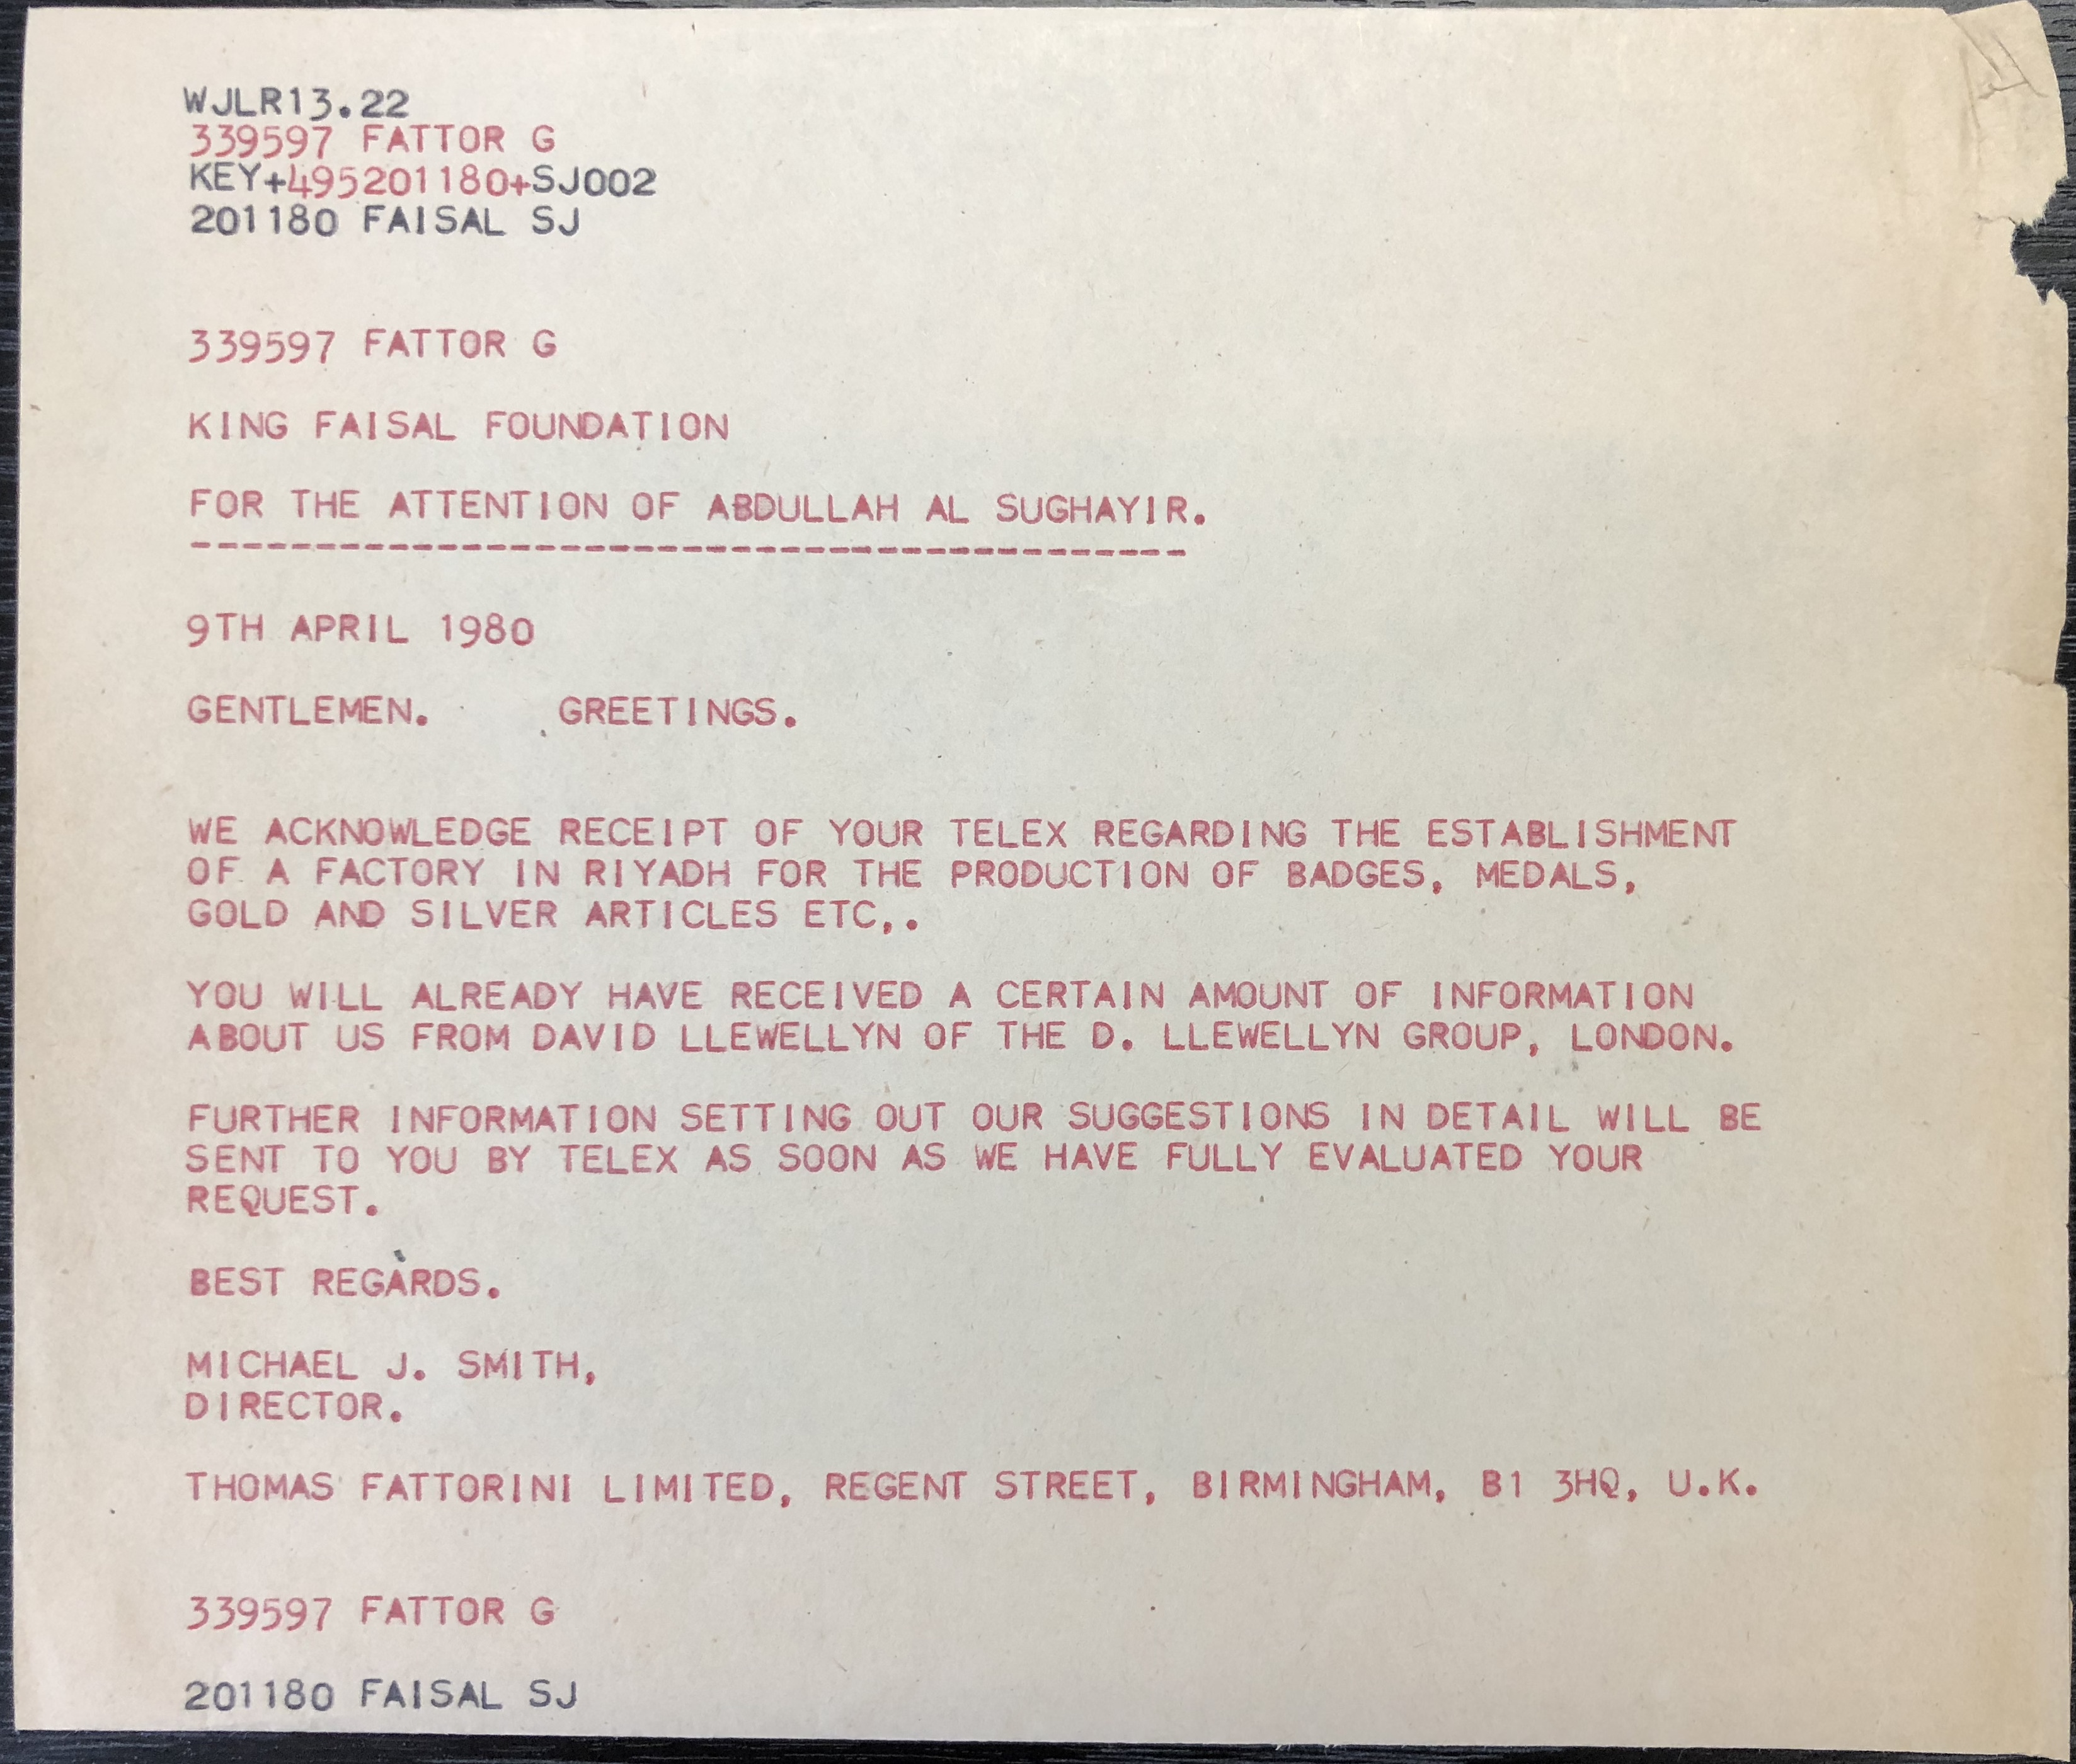 WJLR13.22
339597 FATTOR G
KEY+495201180+SJ002
201180 FAISAL SJ
339597 FATTOR G
KING FAISAL FOUNDATION
FOR THE ATTENTION OF ABDULLAH AL SUGHAYIR.
-----------------------------------------
9TH APRIL 1980
GENTLEMEN. GREETINGS.
WE ACKNOWLEDGE RECEIPT OF YOUR TELEX REGARDING THE ESTABLISHMENT
OF A FACTORY IN RIYADH FOR THE PRODUCTION OF BADGES, MEDALS,
GOLD AND SILVER ARTICLES ETC,.
YOU WILL ALREADY HAVE RECEIVED A CERTAIN AMOUNT OF INFORMATION
ABOUT US FROM DAVID LLEWELLYN OF THE D. LLEWELLYN GROUP, LONDON.
FURTHER INFORMATION SETTING OUT OUR SUGGESTIONS IN DETAIL WILL BE
SENT TO YOU BY TELEX AS SOON AS WE HAVE FULLY EVALUATED YOUR
REQUEST.
BEST REGARDS.
MICHAEL J. SMITH,
DIRECTOR.
THOMAS FATTORINI LIMITED, REGENT STREET, BIRMINGHAM, B1 3HQ, U.K.
339597 FATTOR G
201180 FAISAL SJ